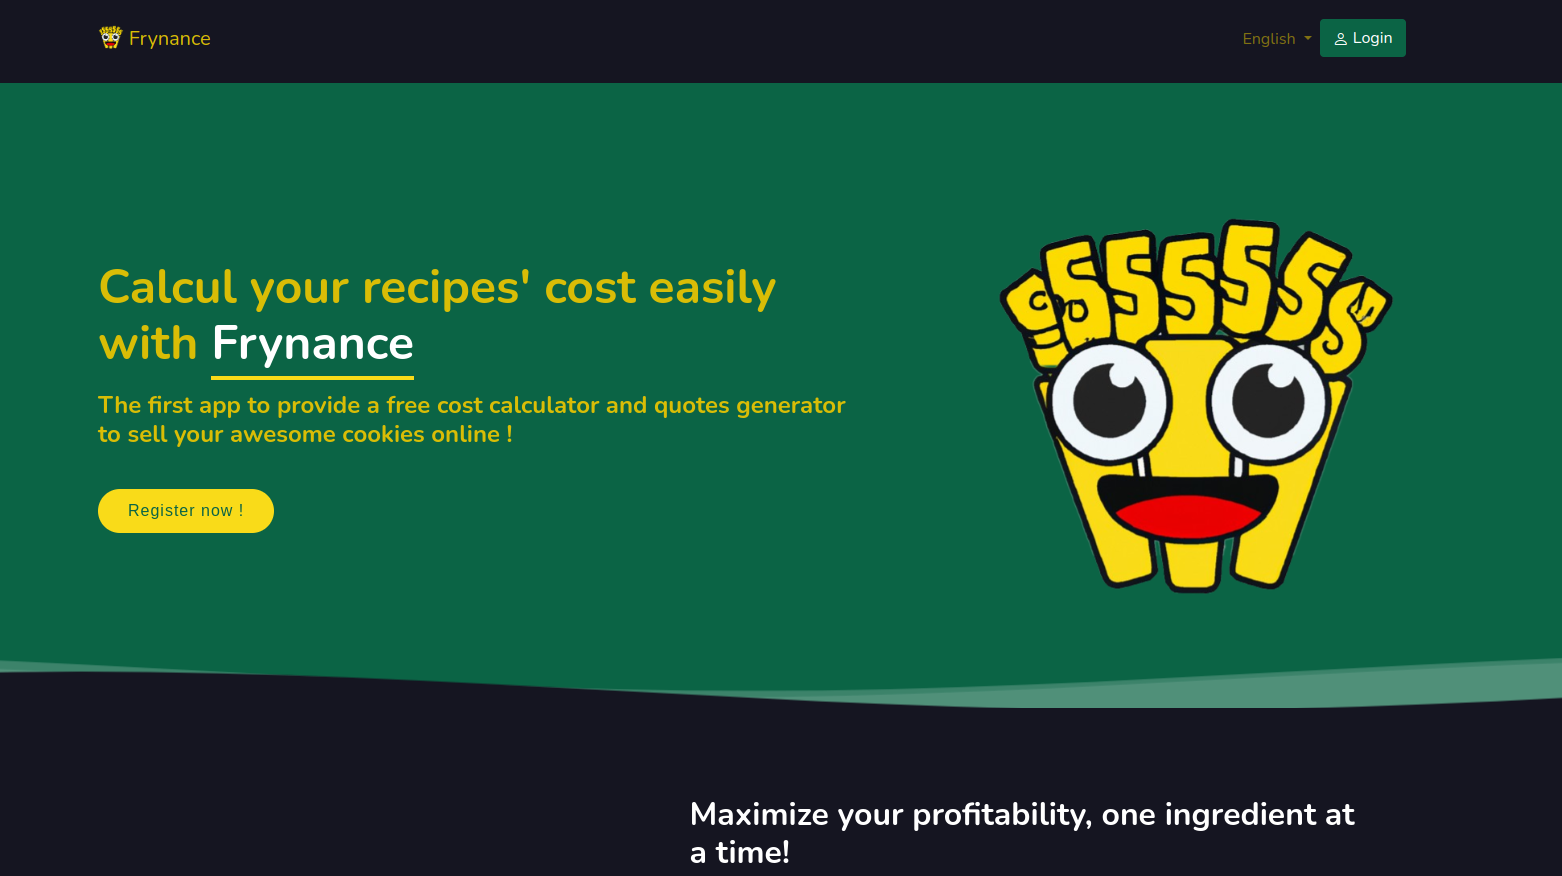 Frynance
English
Login
Calcul your recipes' cost easily
with Frynance
The first app to provide a free cost calculator and quotes generator
to sell your awesome cookies online !
Register now !
Maximize your profitability, one ingredient at
a time!